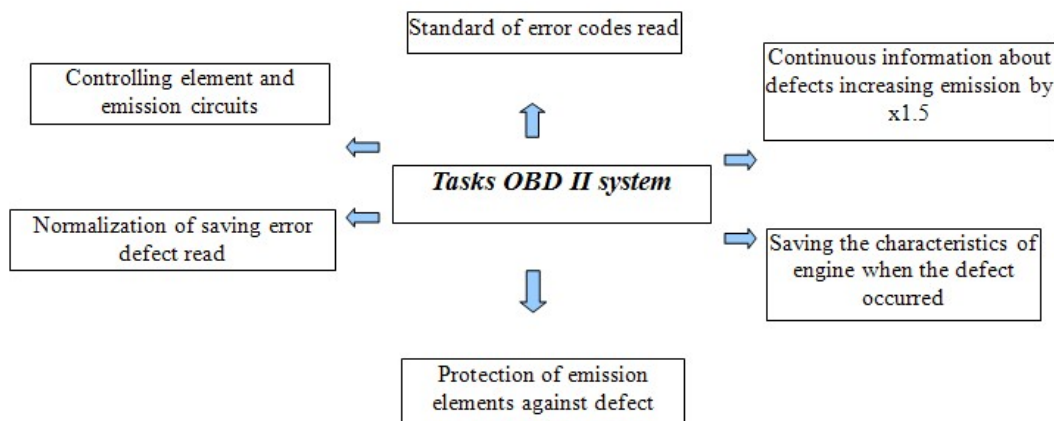 Standard of error codes read
Controlling element and
emission circuits
Continuous information about
defects increasing emission by
x1.5
Tasks OBD II system
Normalization of saving error
defect read
Saving the characteristics of
engine when the defect
occurred
Protection of emission
elements against defect